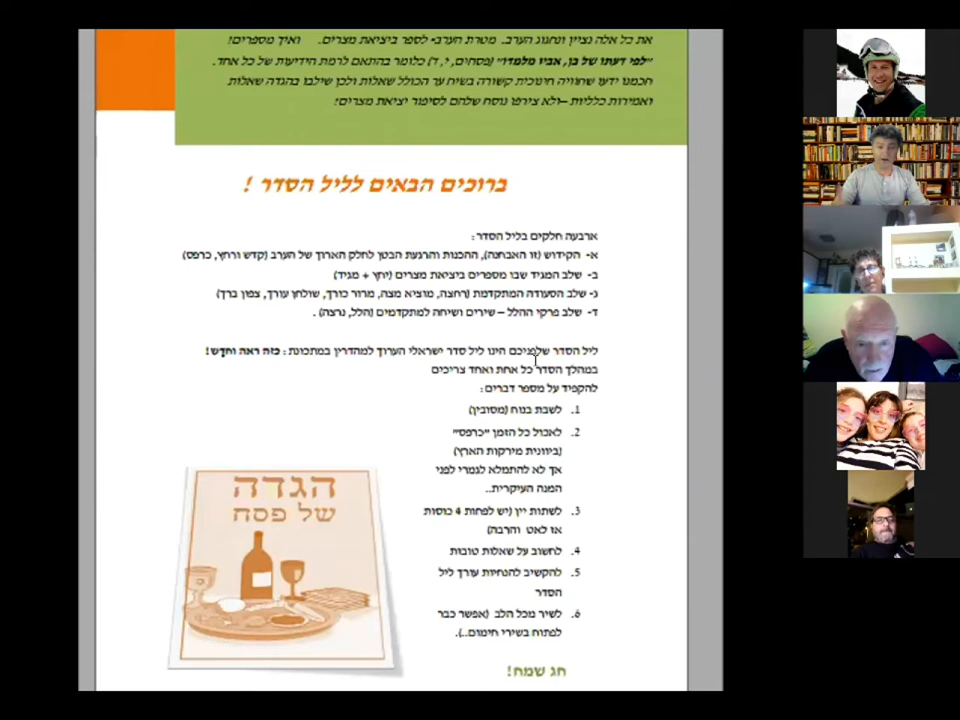 את כל אלה נציין ונחגוג הערב. מטרת הערב- לספר ביציאת מצרים. ואיך מספרים!
"לפי דעתו של בן, אביו מלמדו" (פסחים, י, ד) כלומר בהתאם לרמת הידיעות של כל אחד.
חכמנו ידעו שחוויה חינוכית קשורה בשיח ער הכולל שאלות ולכן שילבו בהגדה שאלות
ואמירות כלליות –ולא צירפו נוסח שלהם לסיפור יציאת מצרים:
ברוכים הבאים לליל הסדר !
ארבעה חלקים בליל הסדר :
א- הקידוש (זו האבחנה), ההכנות והרגעת הבטן לחלק הארוך של הערב (קדש ורחץ, כרפס)
ב- שלב המגיד שבו מספרים ביציאת מצרים (יחץ + מגיד)
ג- שלב הסעודה המתקדמת (רחצה, מוציא מצה, מרור כורך, שולחן עורך, צפון ברך)
ד- שלב פרקי ההלל – שירים ושיחה למתקדמים (הלל, נרצה) .
ליל הסדר שלפניכם הינו ליל סדר ישראלי הערוך למהדרין במתכונת : כזה ראה וחדש !
במהלך הסדר כל אחת ואחד צריכים
להקפיד על מספר דברים :
1. לשבת בנוח (מסובין)
2. לאכול כל הזמן "כרפס"
(ביוונית מירקות הארץ)
אך לא להתמלא לגמרי לפני
המנה העיקרית..
3. לשתות יין (יש לפחות 4 כוסות
אז לאט והרבה)
4. לחשוב על שאלות טובות
5. להקשיב להנחיות עורך ליל
הסדר
6. לשיר מכל הלב (אפשר כבר
לפתוח בשירי חימום..).
הגדה
של פסח
חג שמח!